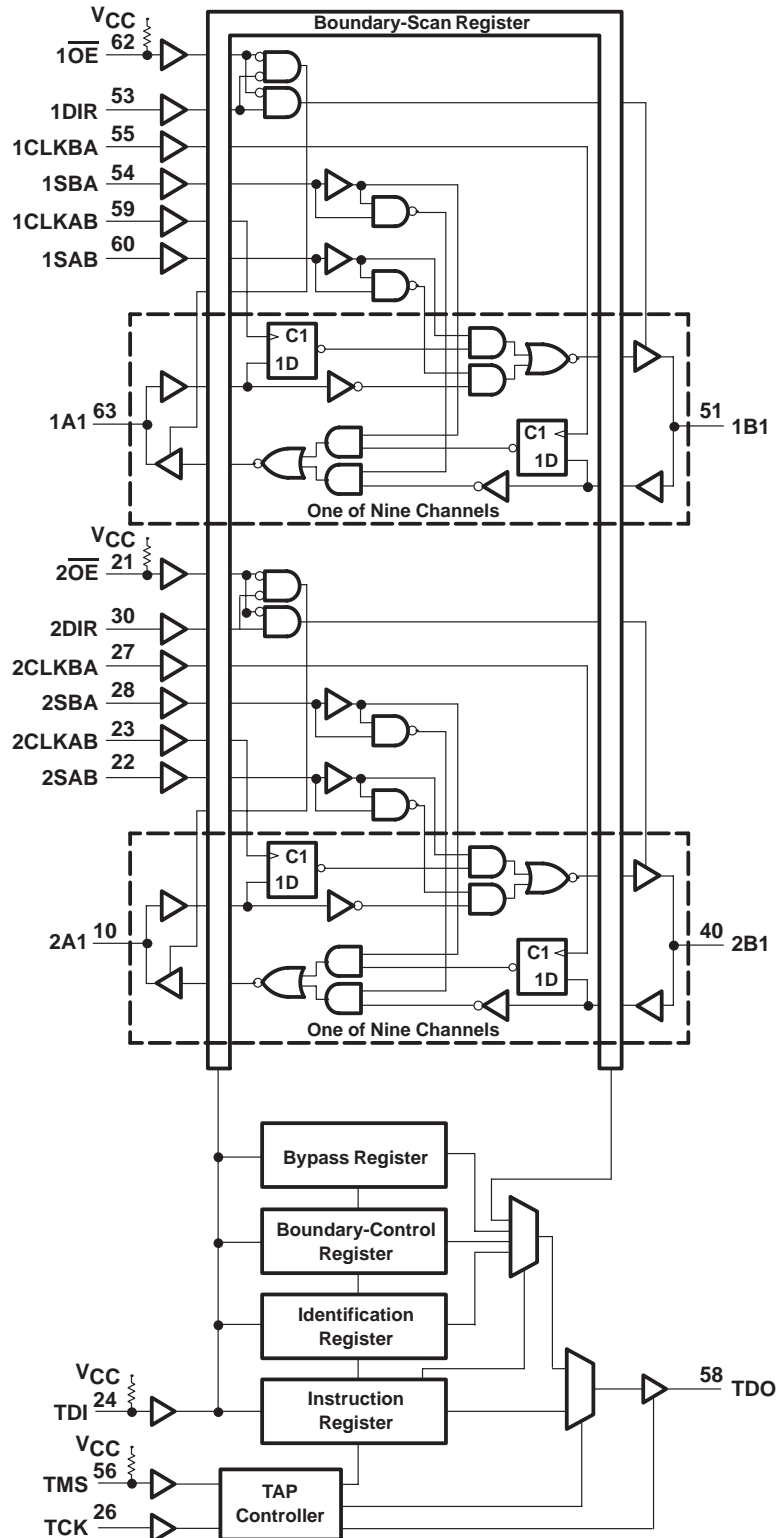 Boundary-Scan Register
VCC
1OE 62
1DIR 53
1CLKBA 55
1SBA 54
1CLKAB 59
1SAB 60
C1
1D
1A1 63
51 1B1
C1
1D
One of Nine Channels
VCC
2OE 21
2DIR 30
2CLKBA 27
2SBA 28
2CLKAB 23
2SAB 22
C1
1D
2A1 10
40 2B1
C1
1D
One of Nine Channels
Bypass Register
Boundary-Control
Register
Identification
Register
VCC
TDI 24
Instruction
Register
58 TDO
VCC
TMS 56
TAP
Controller
TCK 26